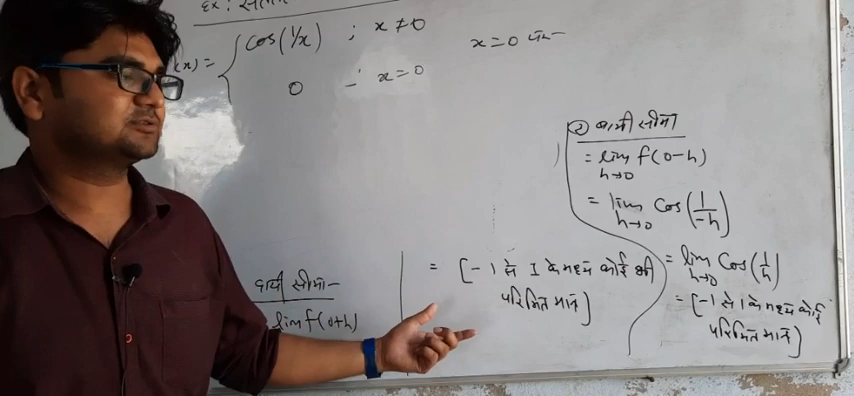 Ex:
(x) = { cos(1/x) ; x ≠ 0
0 - x = 0
x = 0 पर -
दायी सीमा -
lim f(0+h)
= [-1 से 1 के मध्य कोई भी
परिमित मान]
② बायी सीमा
= lim f(0-h)
h→0
= lim Cos(1/-h)
h→0
= lim Cos(1/h)
h→0
= [-1 से 1 के मध्य कोई
परिमित मान]